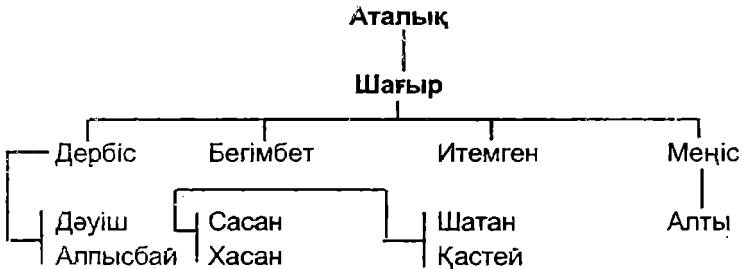 Аталық
Шағыр
Дербіс Бегімбет Итемген Меңіс
Дәуіш Сасан Шатан Алты
Алпысбай Хасан Қастей